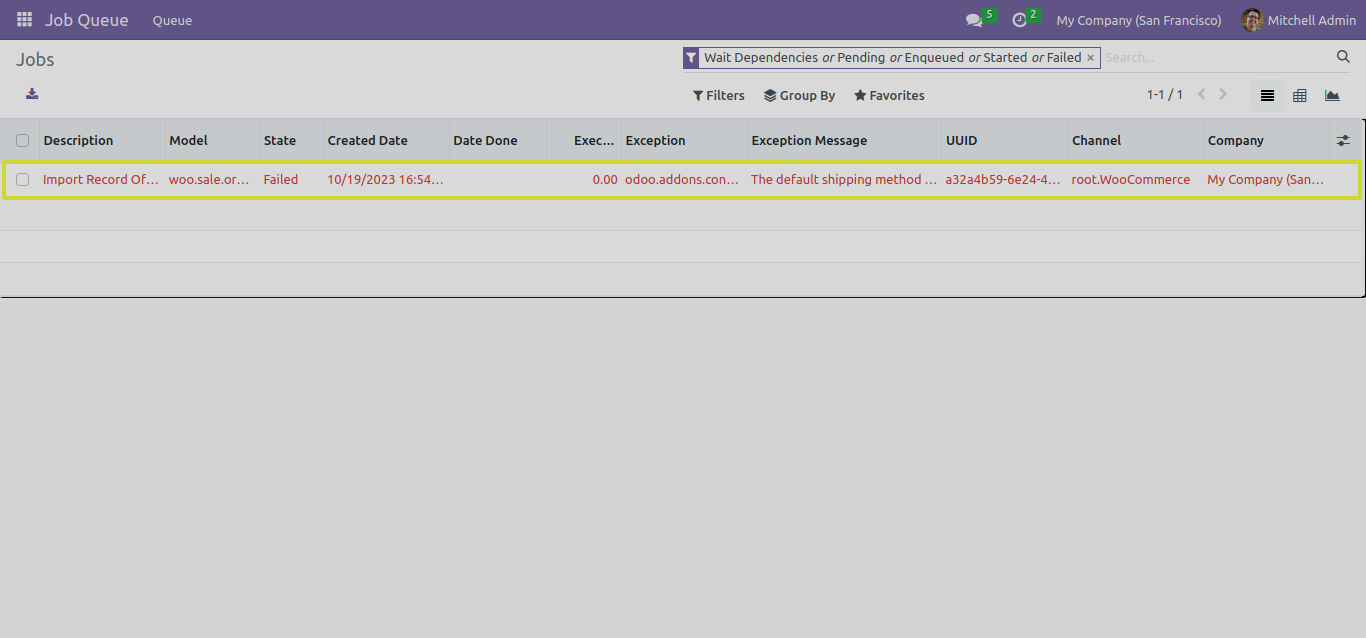 Job Queue Queue 5 2 My Company (San Francisco) Mitchell Admin
Jobs Wait Dependencies or Pending or Enqueued or Started or Failed × Search...
Filters Group By Favorites 1-1 / 1
Description Model State Created Date Date Done Exec... Exception Exception Message UUID Channel Company
Import Record Of... woo.sale.or... Failed 10/19/2023 16:54... 0.00 odoo.addons.con... The default shipping method ... a32a4b59-6e24-4... root.WooCommerce My Company (San...